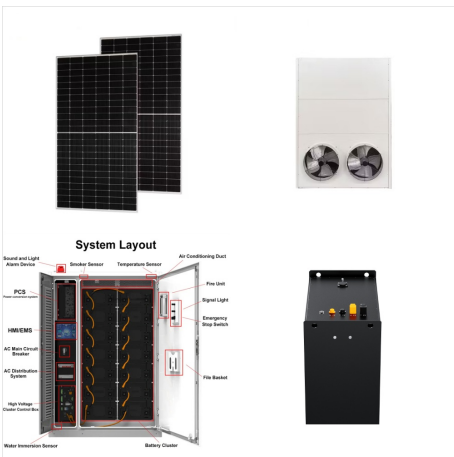 System Layout
Sound and Light
Alarm Device
Smoker Sensor
Temperature Sensor
Air Conditioning Duct
PCS
Power conversion system
HMI/EMS
AC Main Circuit
Breaker
AC Distribution
System
High Voltage
Cluster Control Box
Water Immersion Sensor
Battery Cluster
Fire Unit
Signal Light
Emergency
Stop Switch
File Basket